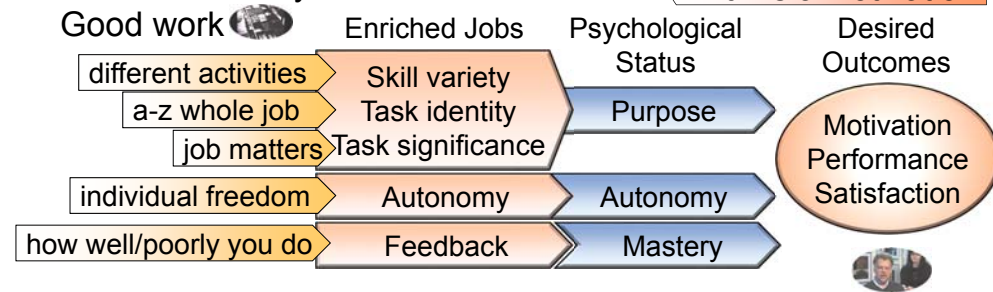 Good work
Enriched Jobs
Psychological
Status
Desired
Outcomes
different activities
a-z whole job
job matters
Skill variety
Task identity
Task significance
Purpose
individual freedom
Autonomy
Autonomy
how well/poorly you do
Feedback
Mastery
Motivation
Performance
Satisfaction